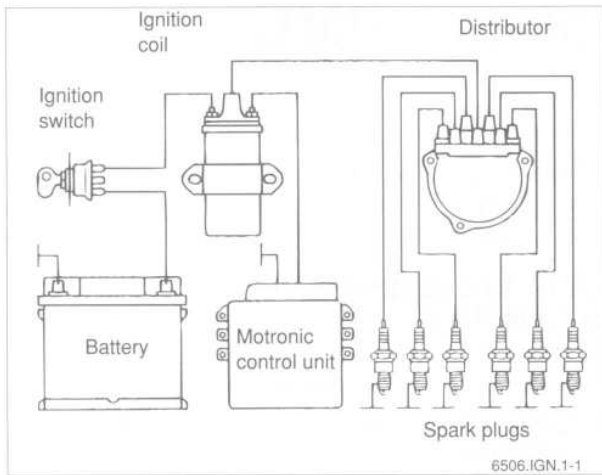 Ignition
coil
Distributor
Ignition
switch
Battery
Motronic
control unit
Spark plugs
6506.IGN.1-1